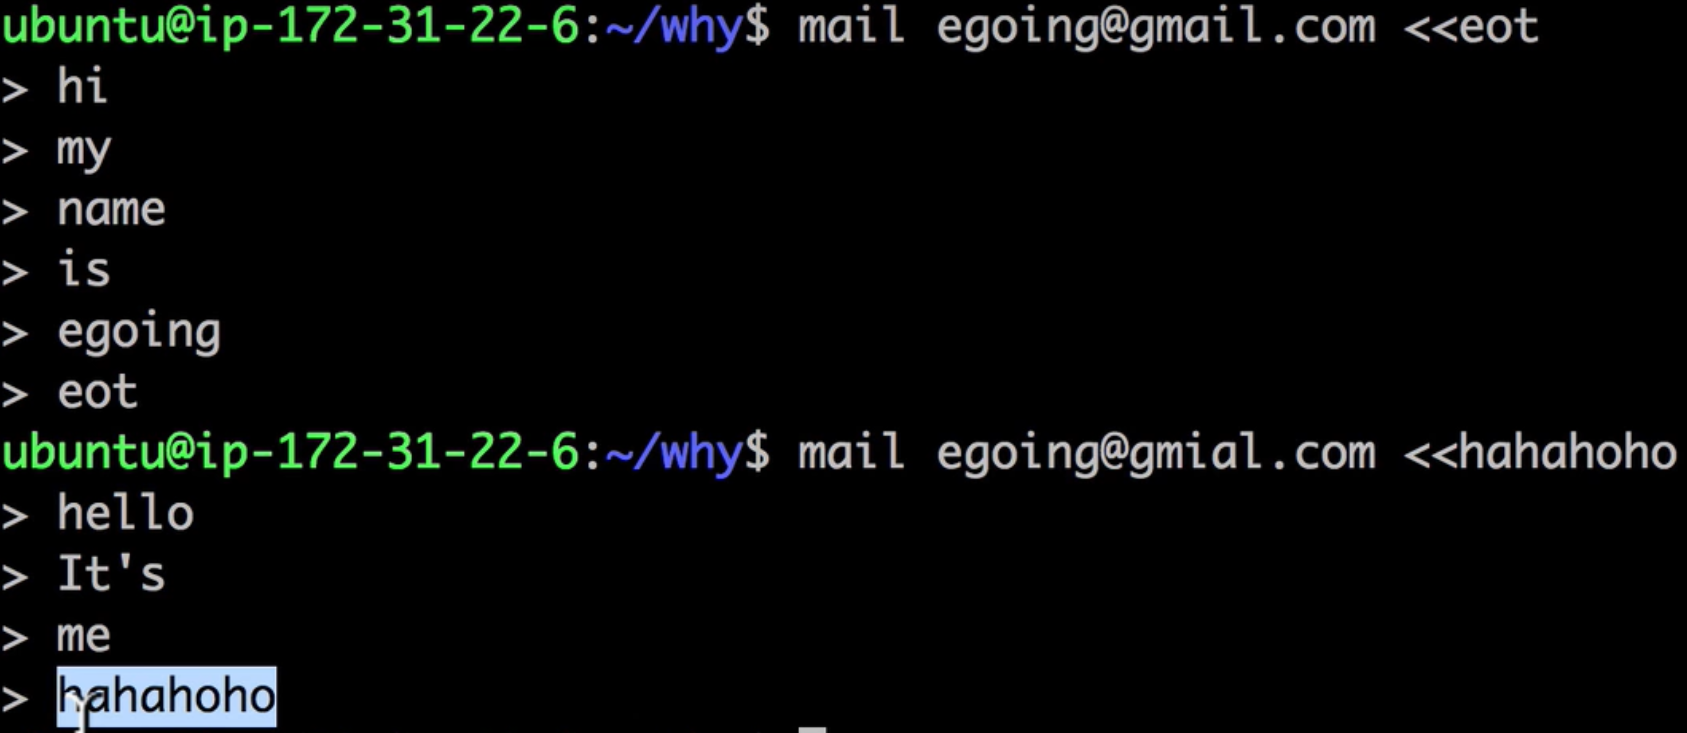 ubuntu@ip-172-31-22-6:~/why$ mail egoing@gmail.com <<eot
> hi
> my
> name
> is
> egoing
> eot
ubuntu@ip-172-31-22-6:~/why$ mail egoing@gmial.com <<hahahoho
> hello
> It's
> me
> hahahoho